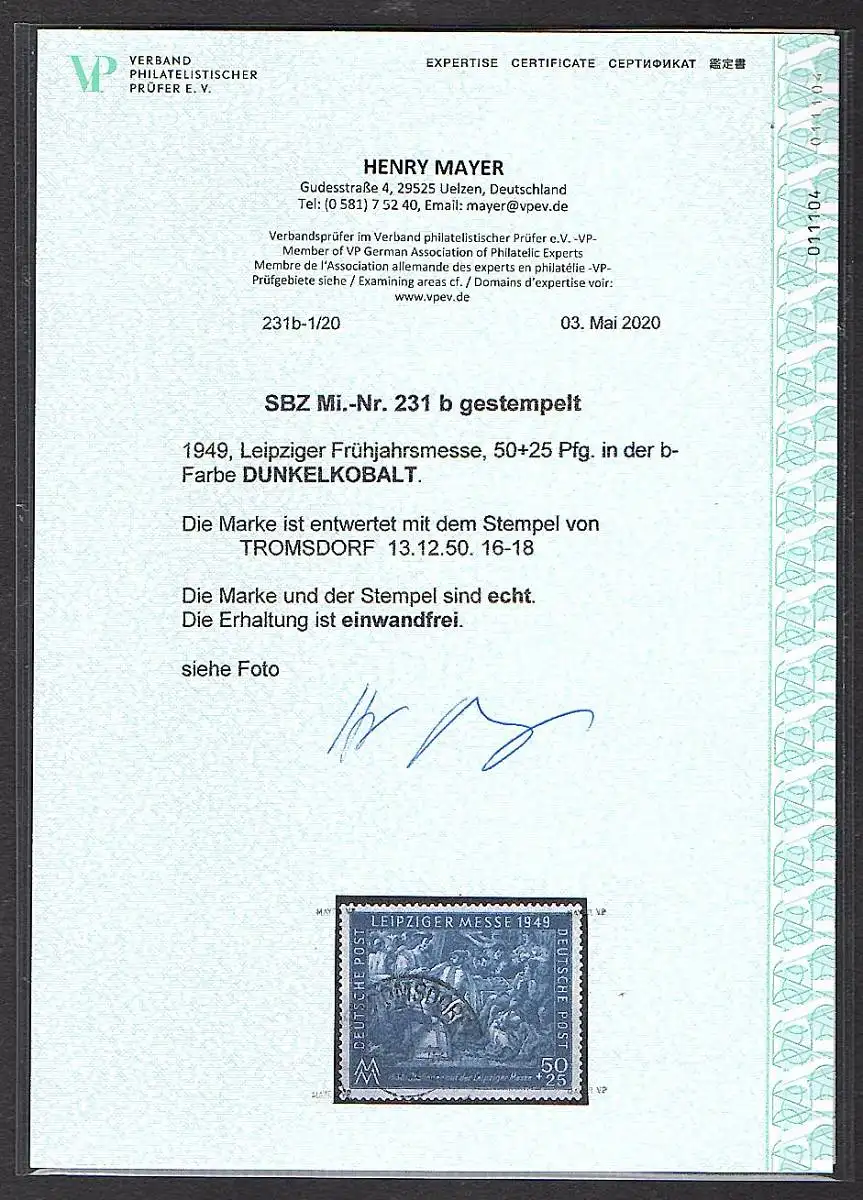 VP
VERBAND
PHILATELISTISCHER
PRÜFER E. V.
EXPERTISE CERTIFICATE СЕРТИФИКАТ 鑑定書
011104
011104
HENRY MAYER
Gudesstraße 4, 29525 Uelzen, Deutschland
Tel: (0 581) 7 52 40, Email: mayer@vpev.de
Verbandsprüfer im Verband philatelistischer Prüfer e.V. -VP-
Member of VP German Association of Philatelic Experts
Membre de l'Association allemande des experts en philatélie -VP-
Prüfgebiete siehe / Examining areas cf. / Domains d'expertise voir:
www.vpev.de
231b-1/20 03. Mai 2020
SBZ Mi.-Nr. 231 b gestempelt
1949, Leipziger Frühjahrsmesse, 50+25 Pfg. in der b-
Farbe DUNKELKOBALT.
Die Marke ist entwertet mit dem Stempel von
TROMSDORF 13.12.50. 16-18
Die Marke und der Stempel sind echt.
Die Erhaltung ist einwandfrei.
siehe Foto
LEIPZIGER MESSE 1949
DEUTSCHE POST
DEUTSCHE POST
TROMSDORF
der Leipziger Messe
50
+25